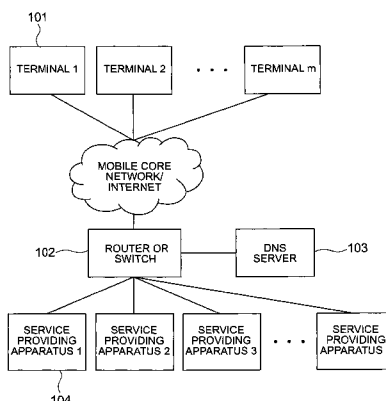 101
TERMINAL 1
TERMINAL 2
. . .
TERMINAL m
MOBILE CORE
NETWORK/
INTERNET
102
ROUTER OR
SWITCH
DNS
SERVER
103
SERVICE
PROVIDING
APPARATUS 1
SERVICE
PROVIDING
APPARATUS 2
SERVICE
PROVIDING
APPARATUS 3
. . .
SERVICE
PROVIDING
APPARATUS
104